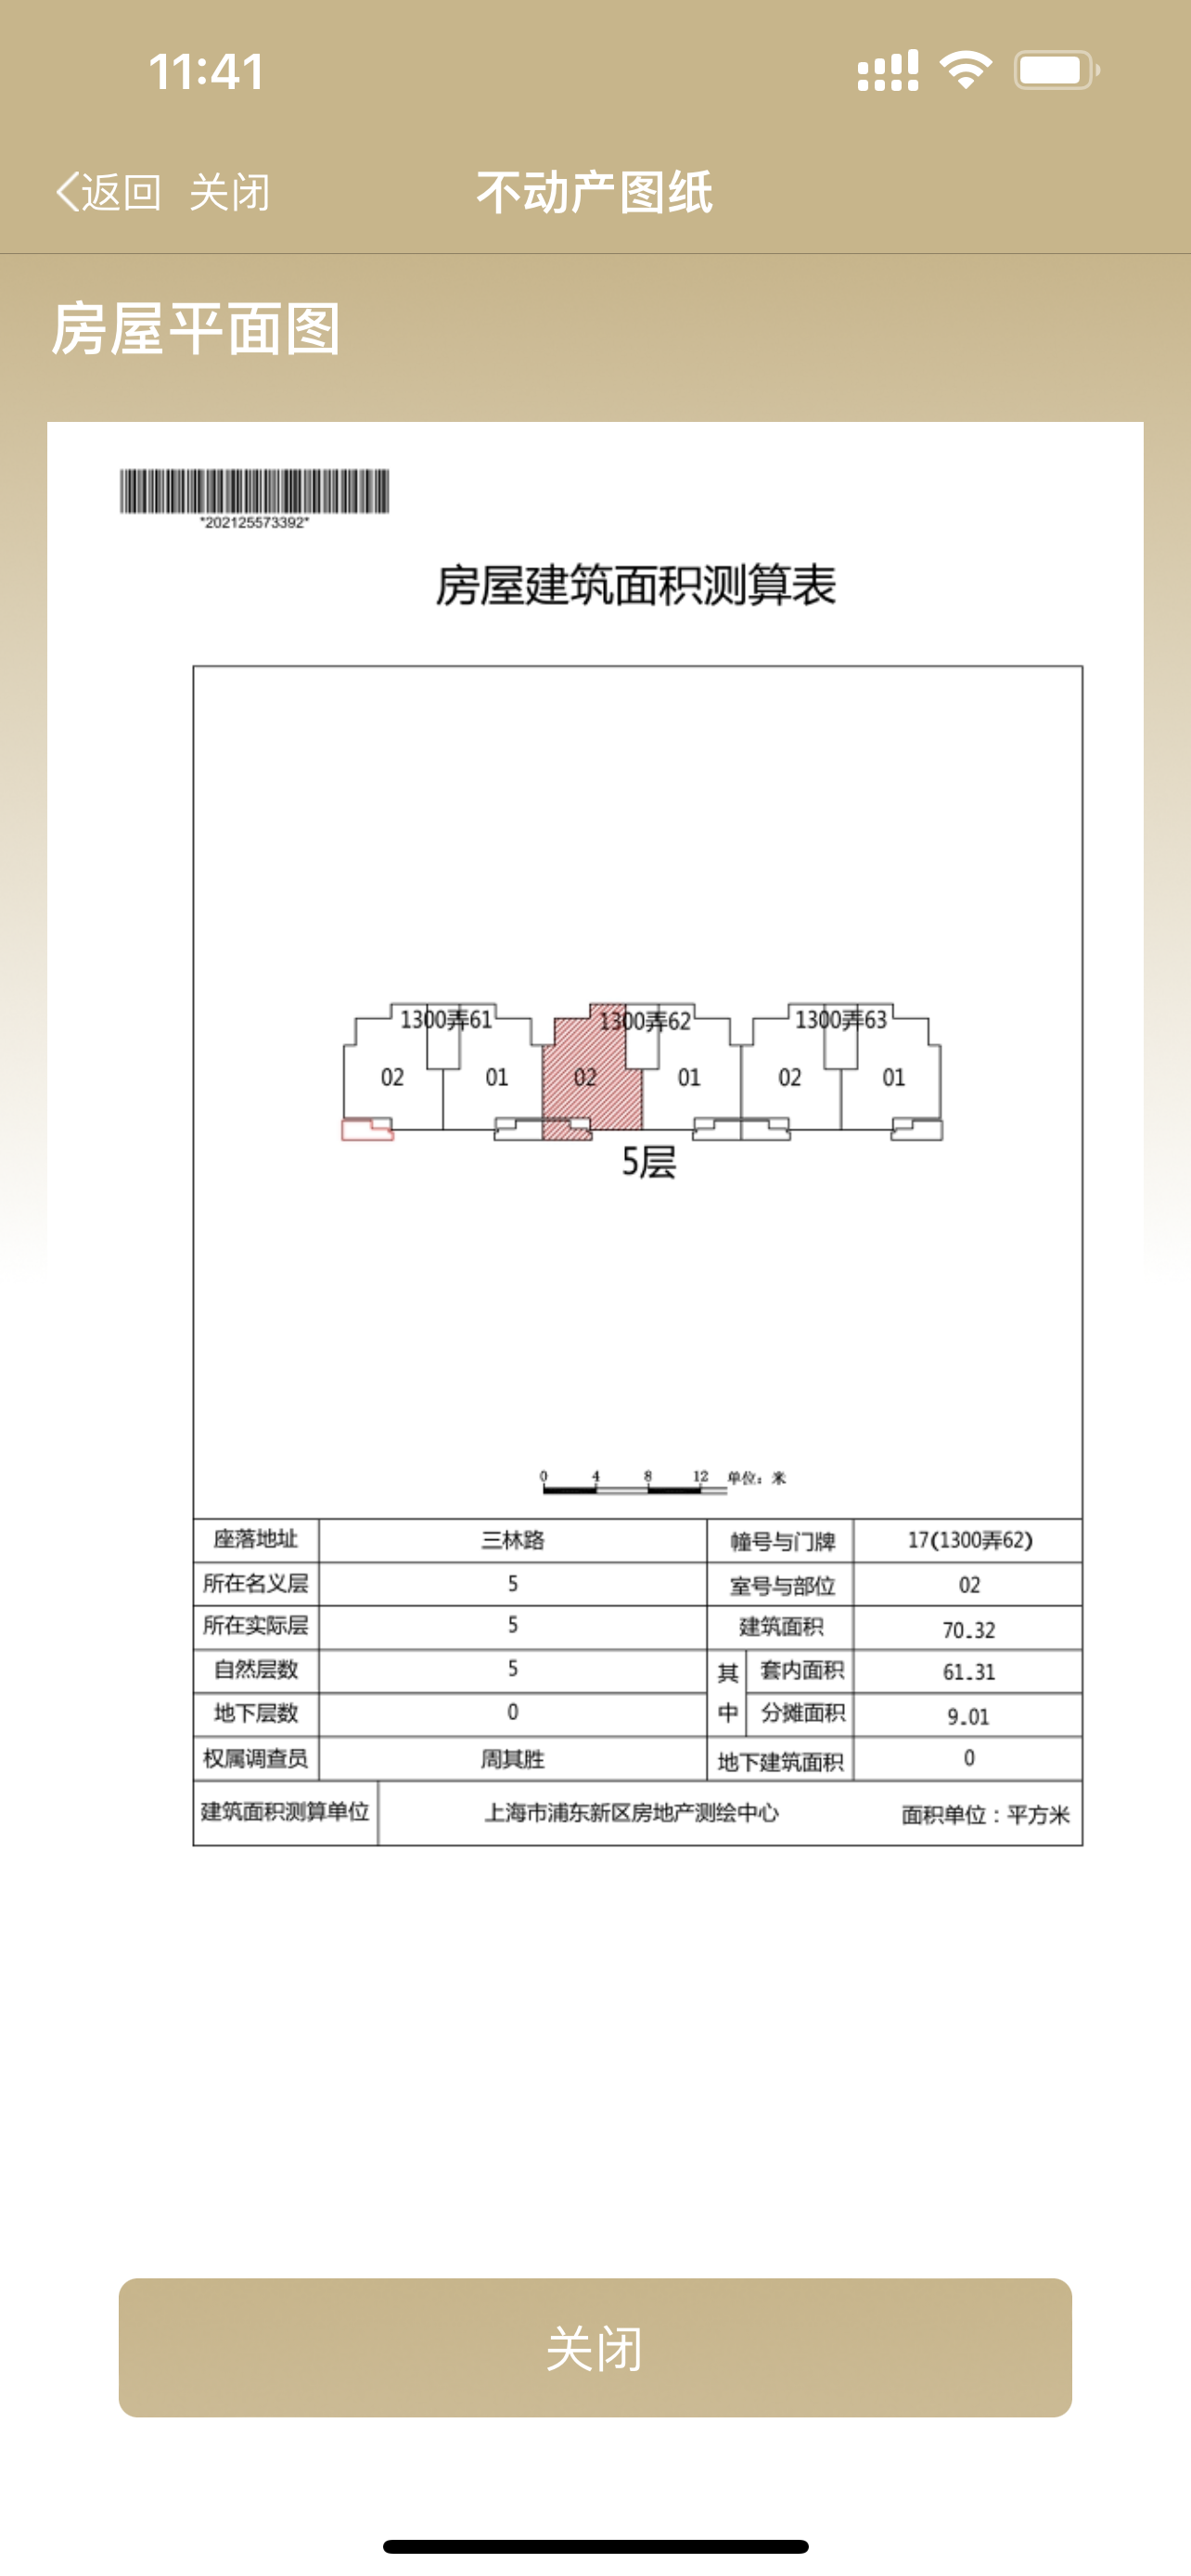 11:41
返回 关闭 不动产图纸
房屋平面图
*202125573392*
房屋建筑面积测算表
1300弄61 1300弄62 1300弄63
02 01 02 01 02 01
5层
0 4 8 12 单位：米
座落地址 三林路 幢号与门牌 17(1300弄62)
所在名义层 5 室号与部位 02
所在实际层 5 建筑面积 70.32
自然层数 5 其中 套内面积 61.31
地下层数 0 分摊面积 9.01
权属调查员 周其胜 地下建筑面积 0
建筑面积测算单位 上海市浦东新区房地产测绘中心 面积单位：平方米
关闭